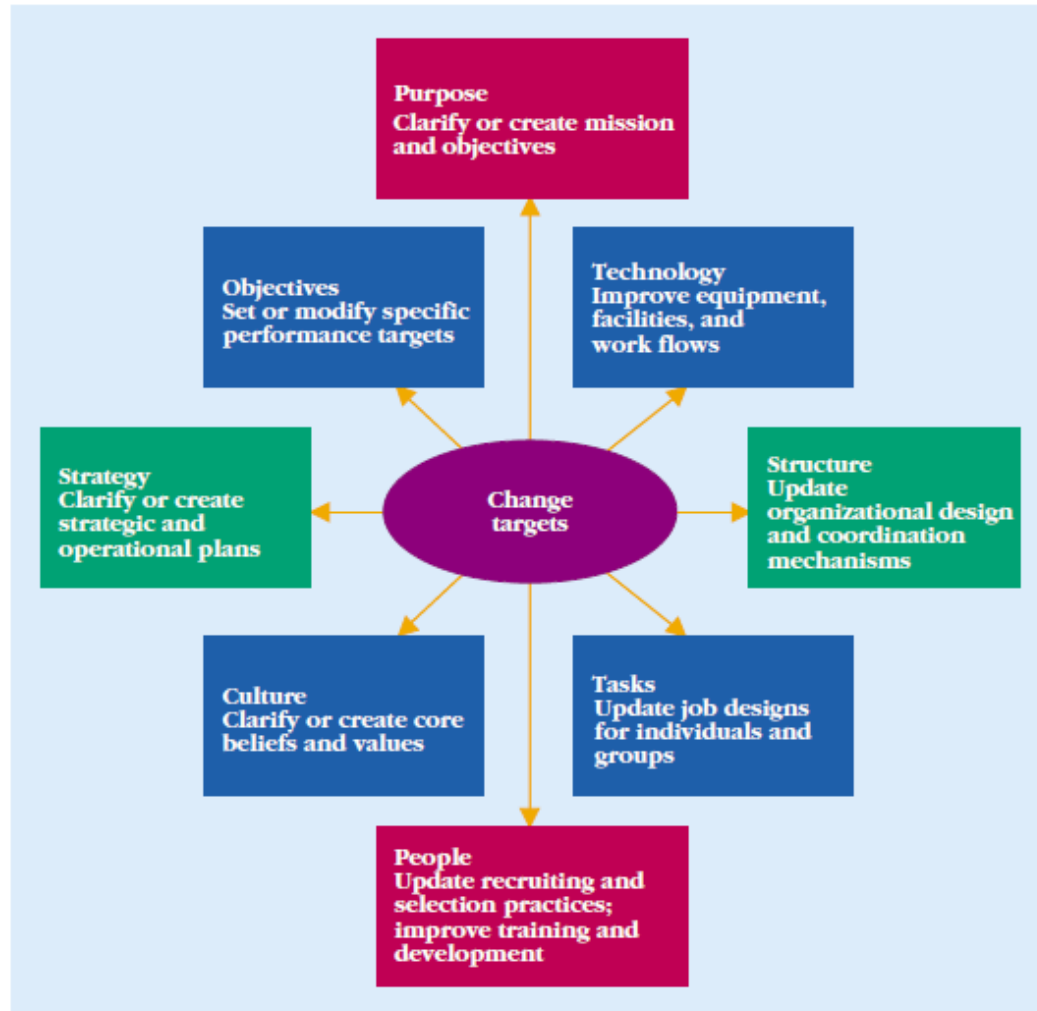 Purpose
Clarify or create mission
and objectives
Objectives
Set or modify specific
performance targets
Technology
Improve equipment,
facilities, and
work flows
Strategy
Clarify or create
strategic and
operational plans
Change
targets
Structure
Update
organizational design
and coordination
mechanisms
Culture
Clarify or create core
beliefs and values
Tasks
Update job designs
for individuals and
groups
People
Update recruiting and
selection practices;
improve training and
development